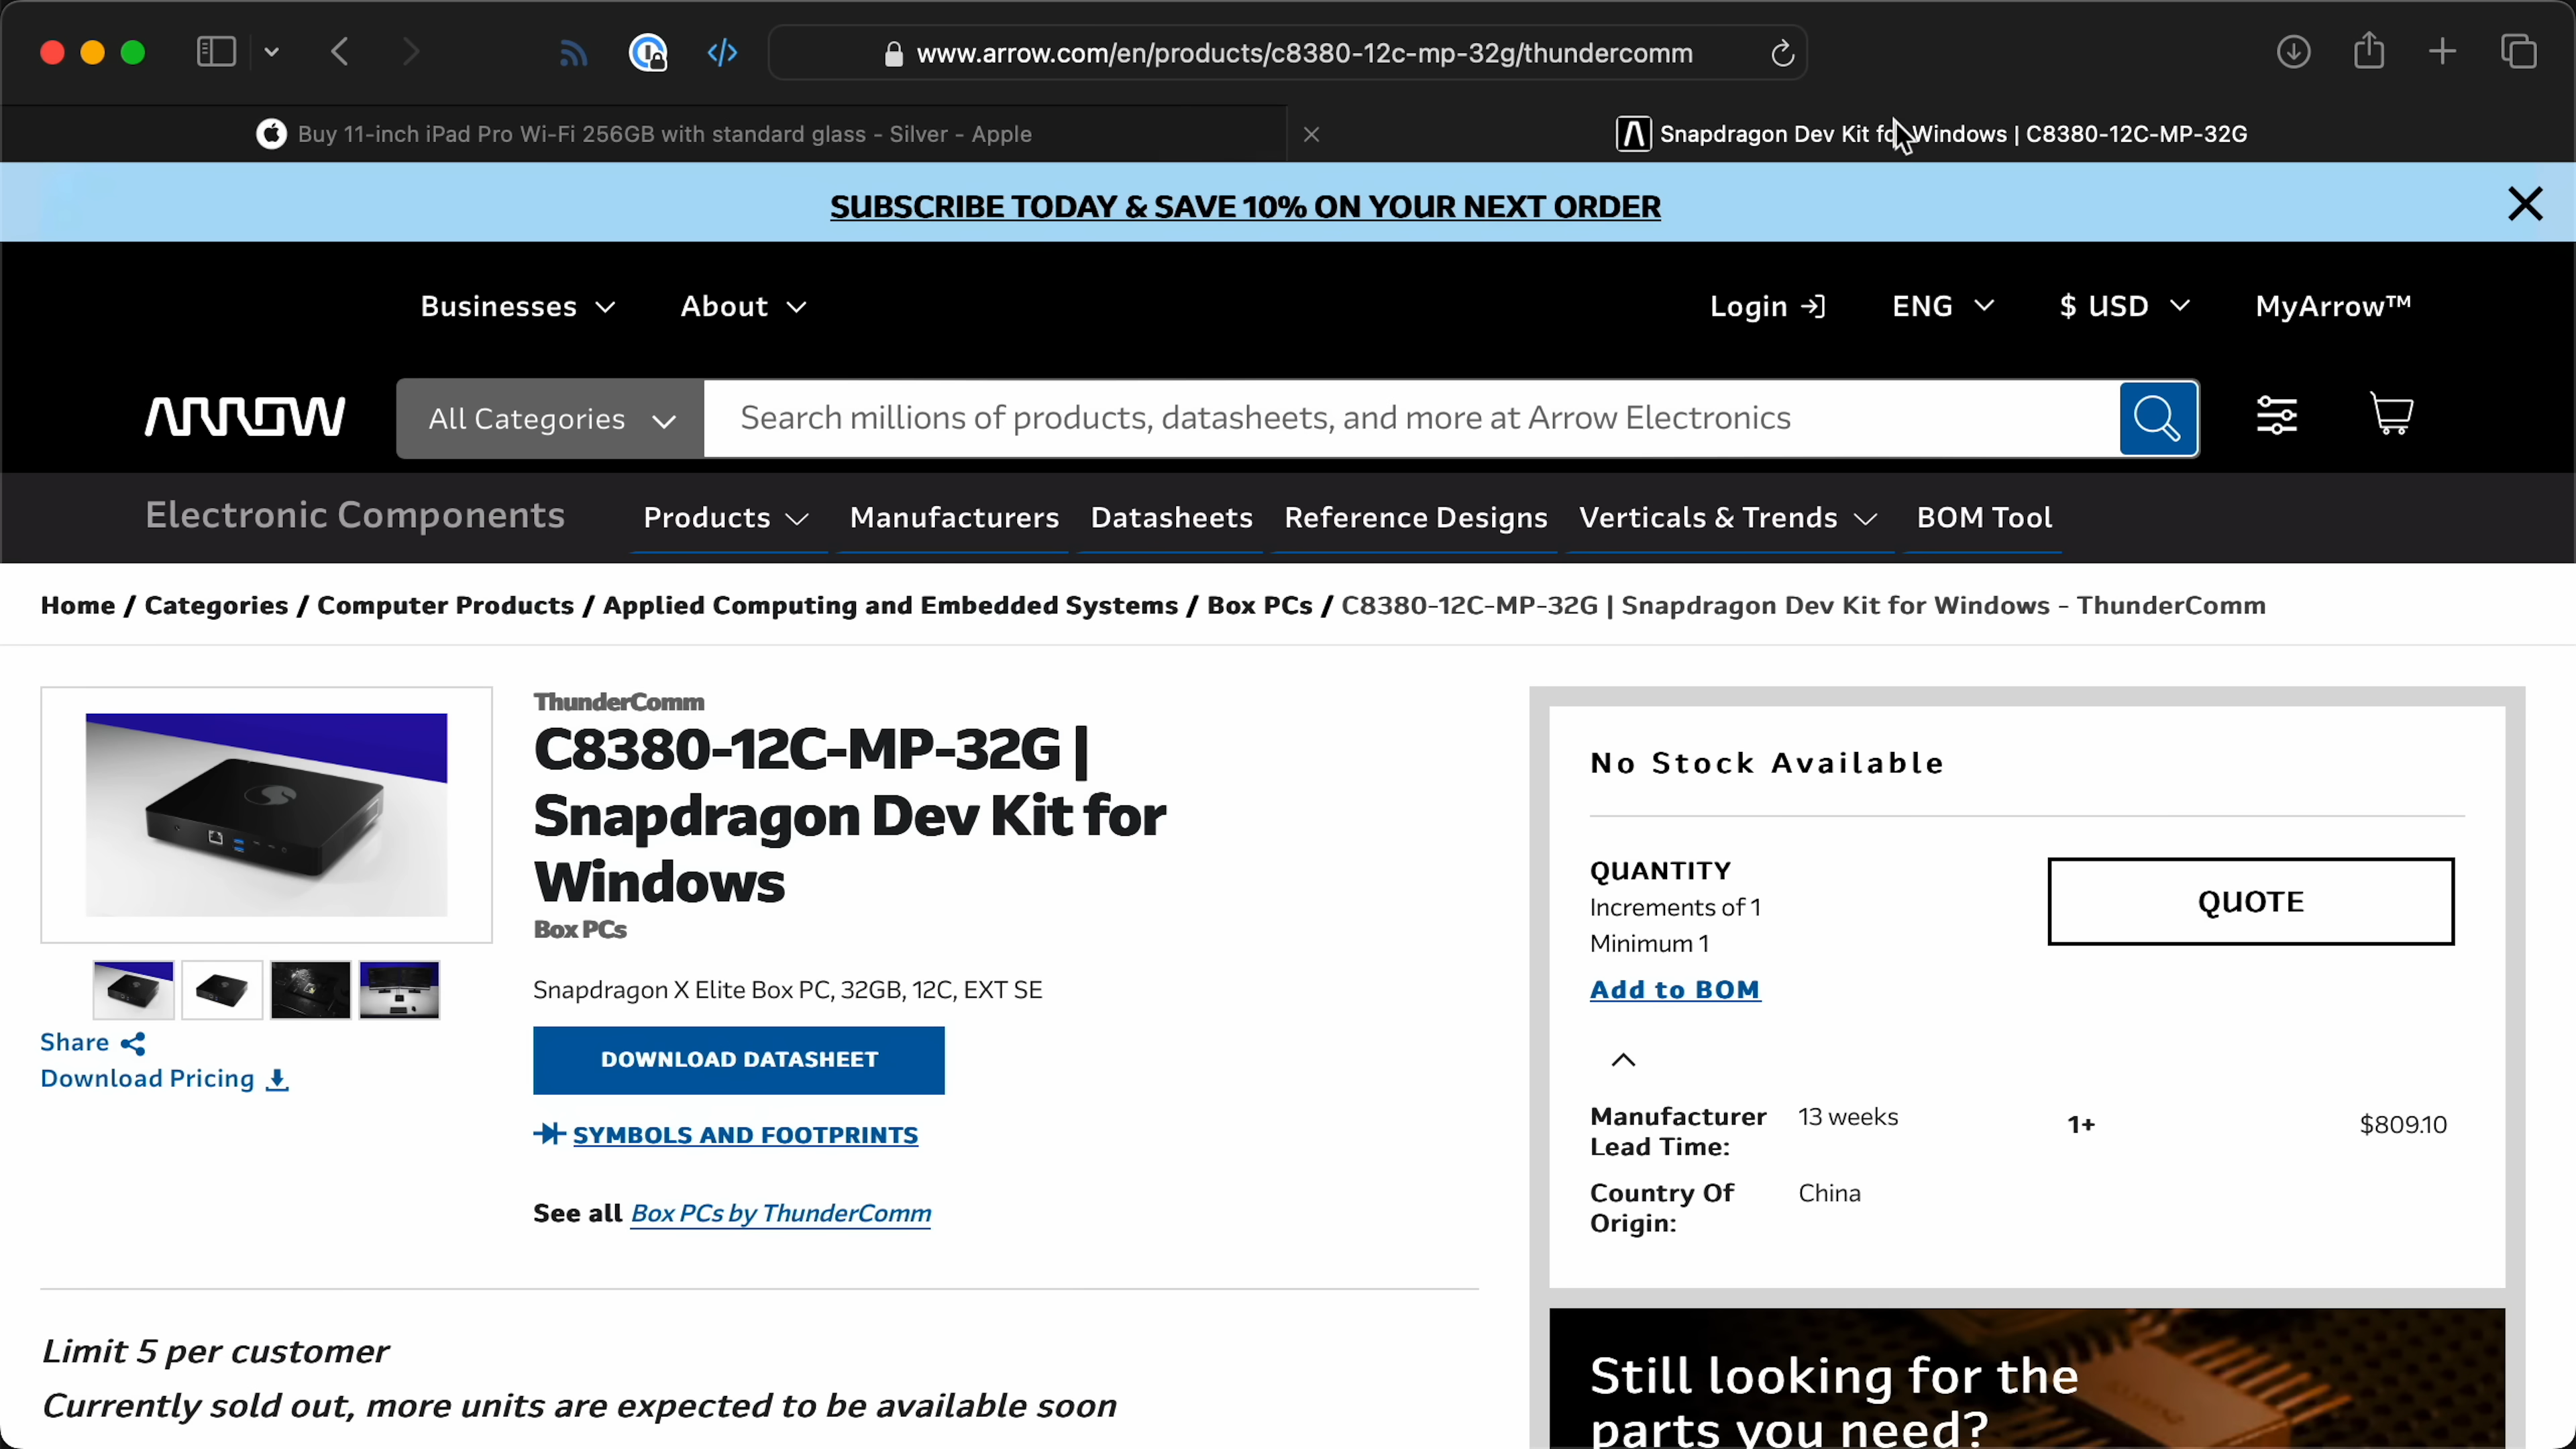 www.arrow.com/en/products/c8380-12c-mp-32g/thundercomm
Buy 11-inch iPad Pro Wi-Fi 256GB with standard glass - Silver - Apple
Snapdragon Dev Kit for Windows | C8380-12C-MP-32G
SUBSCRIBE TODAY & SAVE 10% ON YOUR NEXT ORDER
Businesses
About
Login
ENG
$ USD
MyArrow™
ARROW
All Categories
Search millions of products, datasheets, and more at Arrow Electronics
Electronic Components
Products
Manufacturers
Datasheets
Reference Designs
Verticals & Trends
BOM Tool
Home / Categories / Computer Products / Applied Computing and Embedded Systems / Box PCs / C8380-12C-MP-32G | Snapdragon Dev Kit for Windows - ThunderComm
ThunderComm
C8380-12C-MP-32G |
Snapdragon Dev Kit for
Windows
Box PCs
Snapdragon X Elite Box PC, 32GB, 12C, EXT SE
DOWNLOAD DATASHEET
SYMBOLS AND FOOTPRINTS
See all Box PCs by ThunderComm
Share
Download Pricing
No Stock Available
QUANTITY
Increments of 1
Minimum 1
QUOTE
Add to BOM
Manufacturer
Lead Time:
13 weeks
1+
$809.10
Country Of
Origin:
China
Limit 5 per customer
Currently sold out, more units are expected to be available soon
Still looking for the
parts you need?